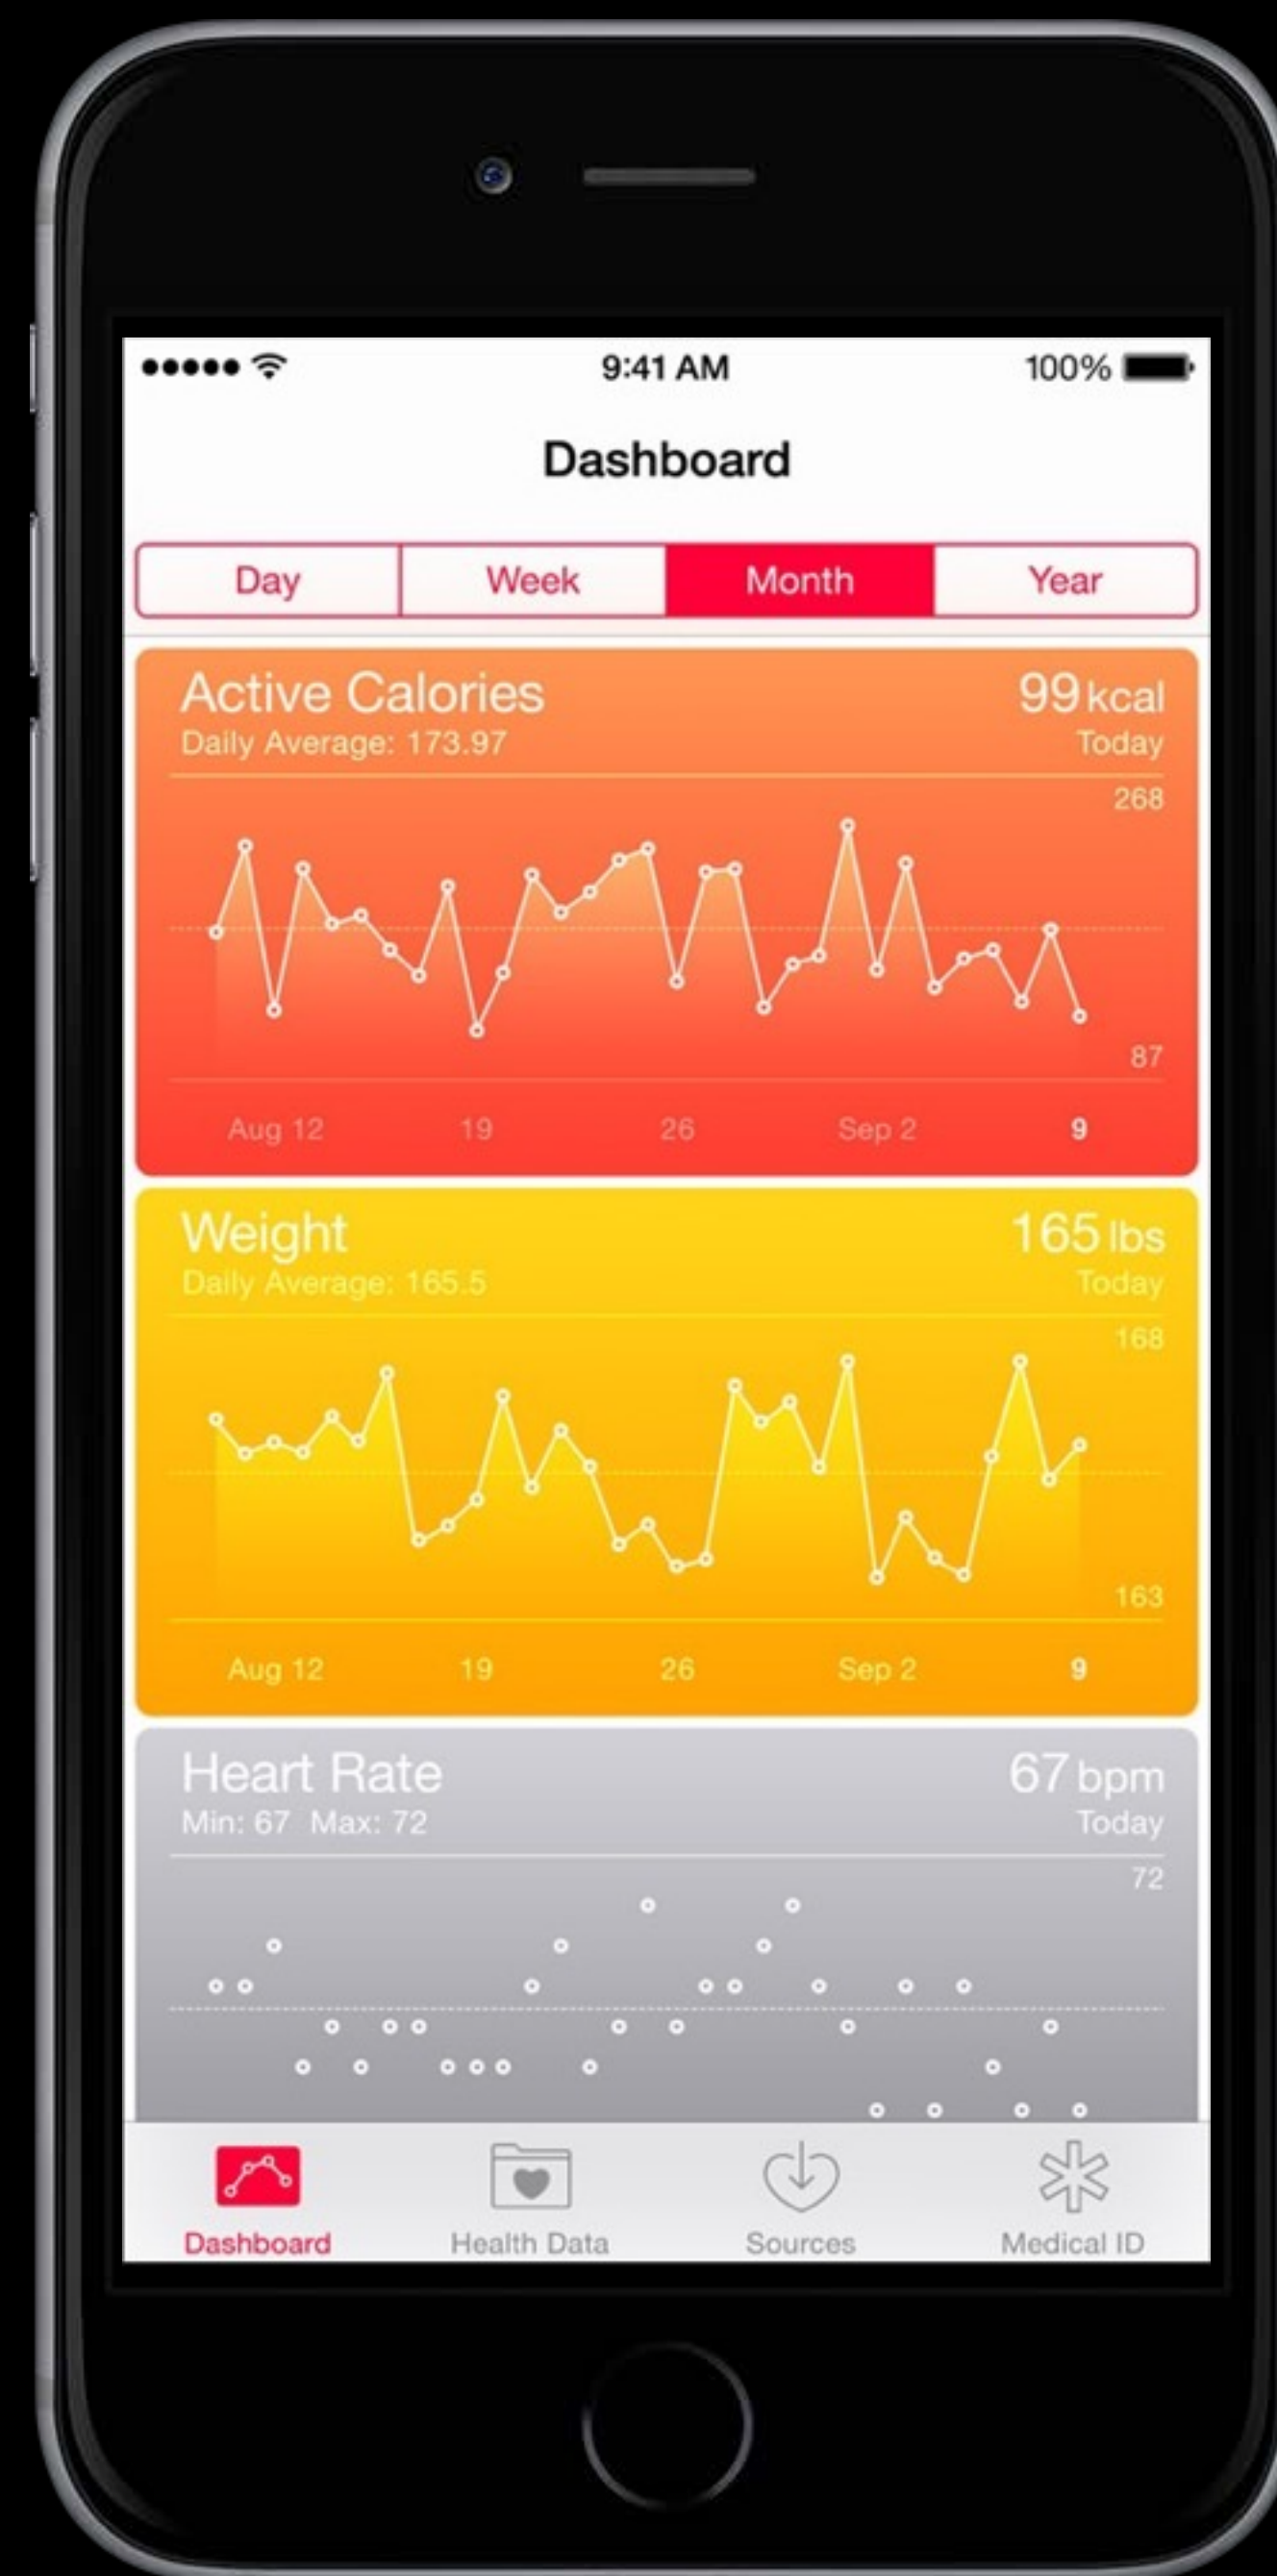 9:41 AM 100%
Dashboard
Day Week Month Year
Active Calories 99 kcal
Daily Average: 173.97 Today
268
87
Aug 12 19 26 Sep 2 9
Weight 165 lbs
Daily Average: 165.5 Today
168
163
Aug 12 19 26 Sep 2 9
Heart Rate 67 bpm
Min: 67 Max: 72 Today
72
Dashboard Health Data Sources Medical ID